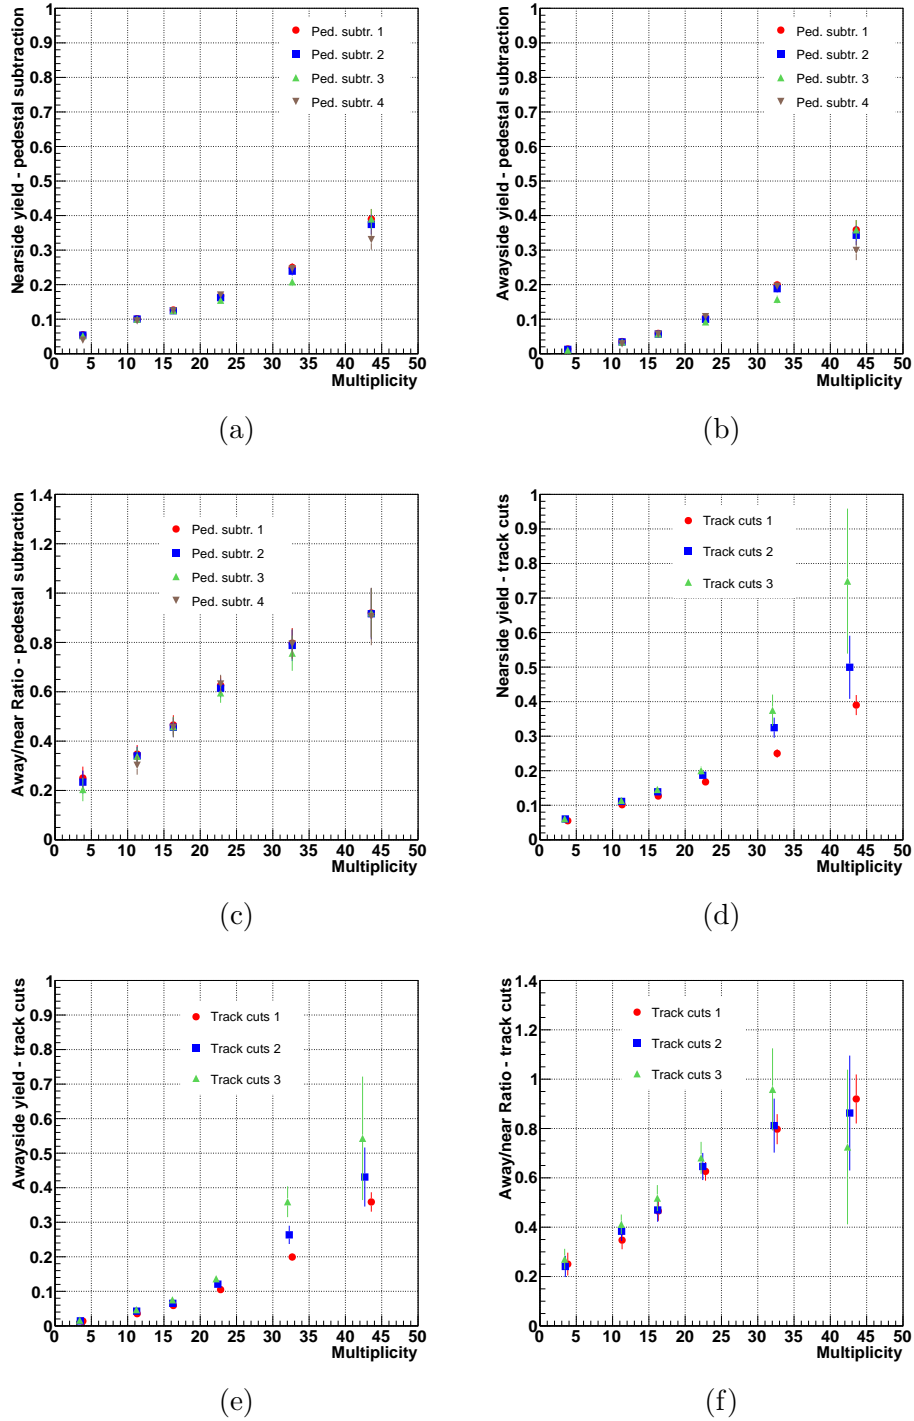 1
0.9
0.8
0.7
0.6
0.5
0.4
0.3
0.2
0.1
0
0 5 10 15 20 25 30 35 40 45 50
Multiplicity
Nearside yield - pedestal subtraction
Ped. subtr. 1
Ped. subtr. 2
Ped. subtr. 3
Ped. subtr. 4
(a)
1
0.9
0.8
0.7
0.6
0.5
0.4
0.3
0.2
0.1
0
0 5 10 15 20 25 30 35 40 45 50
Multiplicity
Awayside yield - pedestal subtraction
Ped. subtr. 1
Ped. subtr. 2
Ped. subtr. 3
Ped. subtr. 4
(b)
1.4
1.2
1
0.8
0.6
0.4
0.2
0
0 5 10 15 20 25 30 35 40 45 50
Multiplicity
Away/near Ratio - pedestal subtraction
Ped. subtr. 1
Ped. subtr. 2
Ped. subtr. 3
Ped. subtr. 4
(c)
1
0.9
0.8
0.7
0.6
0.5
0.4
0.3
0.2
0.1
0
0 5 10 15 20 25 30 35 40 45 50
Multiplicity
Nearside yield - track cuts
Track cuts 1
Track cuts 2
Track cuts 3
(d)
1
0.9
0.8
0.7
0.6
0.5
0.4
0.3
0.2
0.1
0
0 5 10 15 20 25 30 35 40 45 50
Multiplicity
Awayside yield - track cuts
Track cuts 1
Track cuts 2
Track cuts 3
(e)
1.4
1.2
1
0.8
0.6
0.4
0.2
0
0 5 10 15 20 25 30 35 40 45 50
Multiplicity
Away/near Ratio - track cuts
Track cuts 1
Track cuts 2
Track cuts 3
(f)